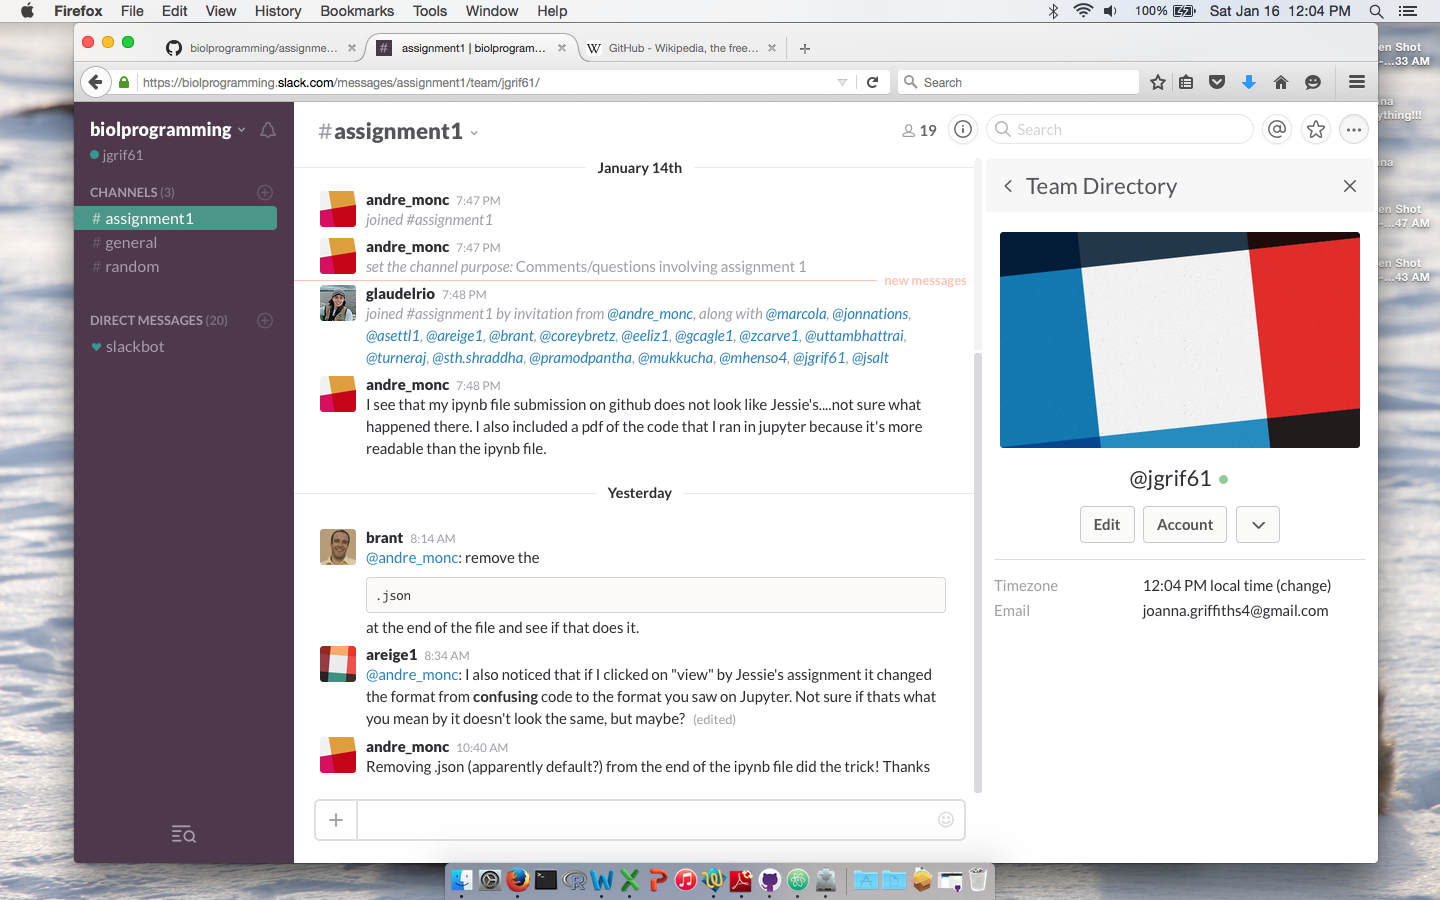 Firefox File Edit View History Bookmarks Tools Window Help 100% Sat Jan 16 12:04 PM
biolprogramming/assignme... × # assignment1 | biolprogram... × W GitHub - Wikipedia, the free... × +
https://biolprogramming.slack.com/messages/assignment1/team/jgrif61/ Search
en Shot
-...33 AM
na
ything!!!
na
en Shot
-...47 AM
en Shot
-...43 AM
biolprogramming
jgrif61
CHANNELS (3)
# assignment1
# general
# random
DIRECT MESSAGES (20)
slackbot
#assignment1 19 Search
January 14th
andre_monc 7:47 PM
joined #assignment1
andre_monc 7:47 PM
set the channel purpose: Comments/questions involving assignment 1
new messages
glaudelrio 7:48 PM
joined #assignment1 by invitation from @andre_monc, along with @marcola, @jonnations,
@asettl1, @areige1, @brant, @coreybretz, @eeliz1, @gcagle1, @zcarve1, @uttambhattrai,
@turneraj, @sth.shraddha, @pramodpantha, @mukkucha, @mhenso4, @jgrif61, @jsalt
andre_monc 7:48 PM
I see that my ipynb file submission on github does not look like Jessie's....not sure what
happened there. I also included a pdf of the code that I ran in jupyter because it's more
readable than the ipynb file.
Yesterday
brant 8:14 AM
@andre_monc: remove the
.json
at the end of the file and see if that does it.
areige1 8:34 AM
@andre_monc: I also noticed that if I clicked on "view" by Jessie's assignment it changed
the format from confusing code to the format you saw on Jupyter. Not sure if thats what
you mean by it doesn't look the same, but maybe? (edited)
andre_monc 10:40 AM
Removing .json (apparently default?) from the end of the ipynb file did the trick! Thanks
Team Directory
@jgrif61
Edit Account
Timezone 12:04 PM local time (change)
Email joanna.griffiths4@gmail.com